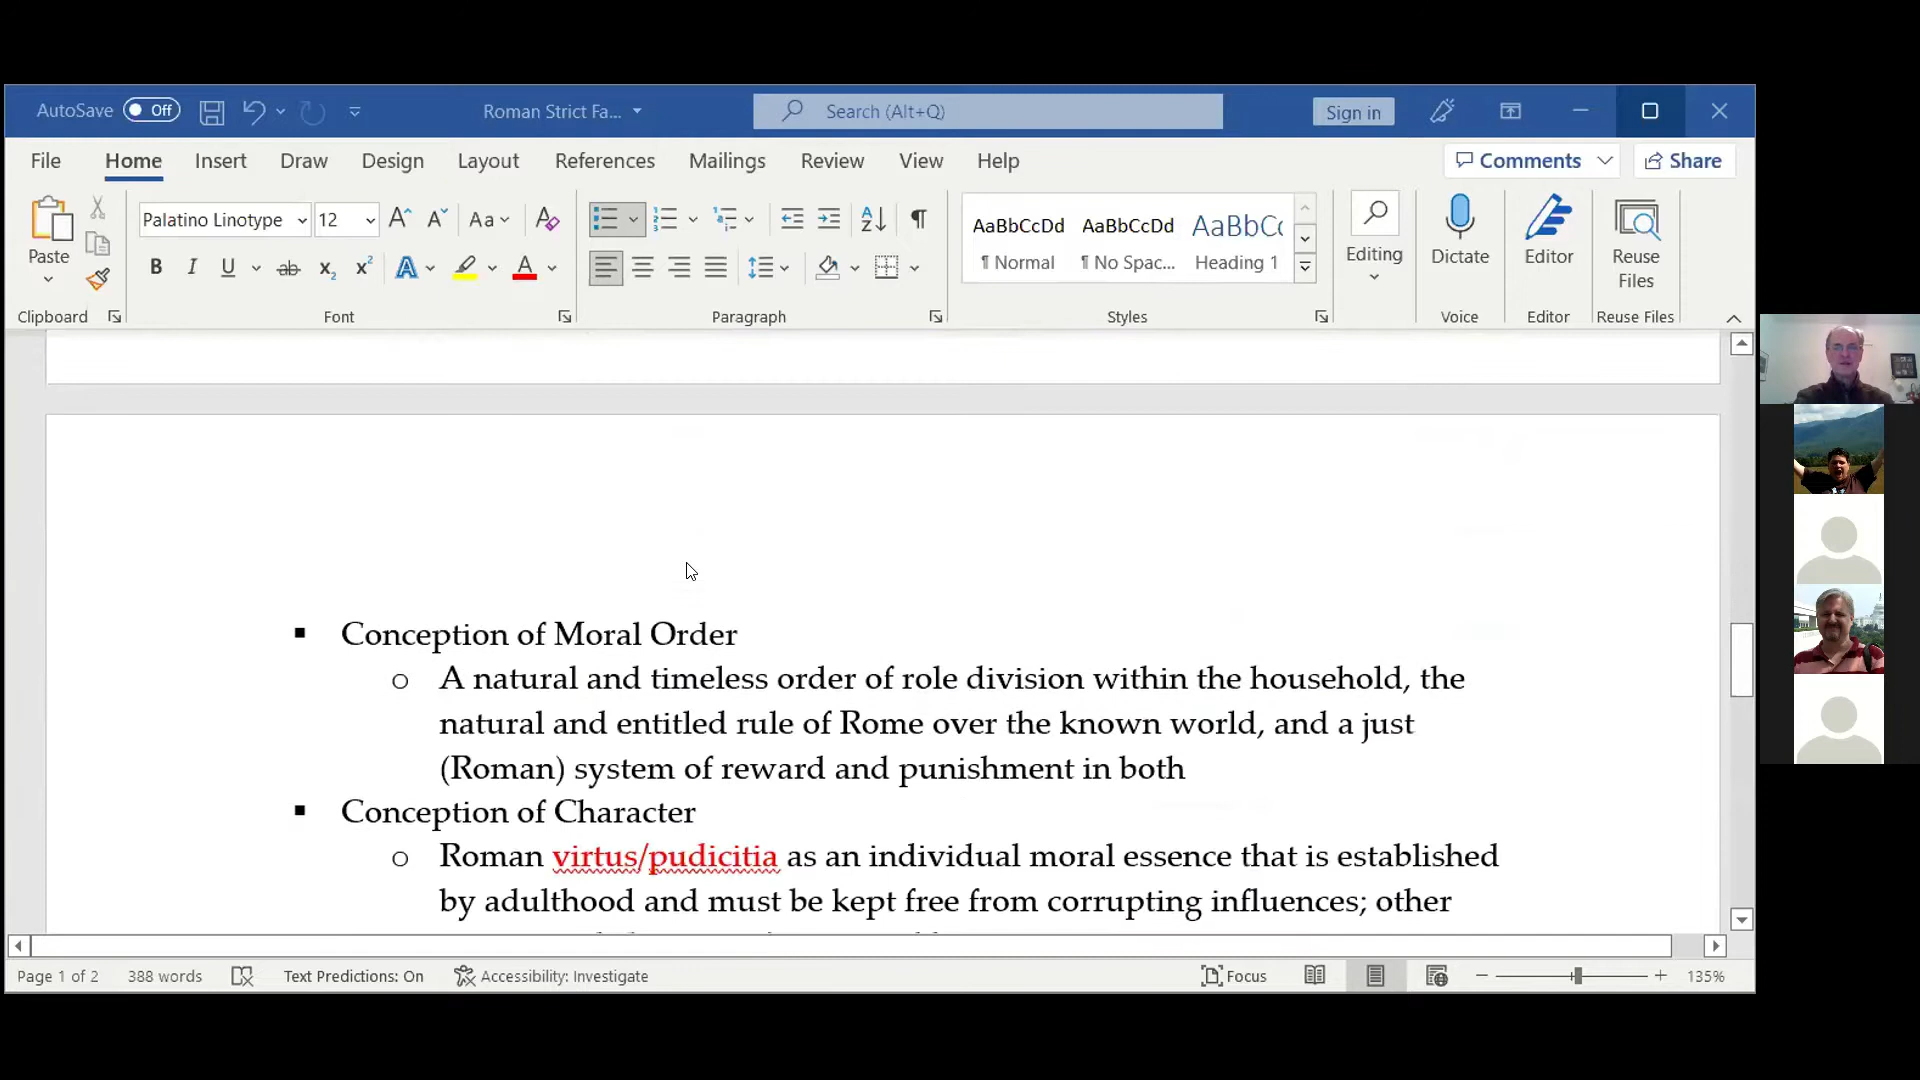 AutoSave Off Roman Strict Fa... Search (Alt+Q) Sign in
File Home Insert Draw Design Layout References Mailings Review View Help Comments Share
Palatino Linotype 12 Aa AaBbCcDd AaBbCcDd AaBbCc
Paste ¶ Normal ¶ No Spac... Heading 1 Editing Dictate Editor Reuse Files
Clipboard Font Paragraph Styles Voice Editor Reuse Files
▪ Conception of Moral Order
o A natural and timeless order of role division within the household, the
natural and entitled rule of Rome over the known world, and a just
(Roman) system of reward and punishment in both
▪ Conception of Character
o Roman virtus/pudicitia as an individual moral essence that is established
by adulthood and must be kept free from corrupting influences; other
Page 1 of 2 388 words Text Predictions: On Accessibility: Investigate Focus 135%